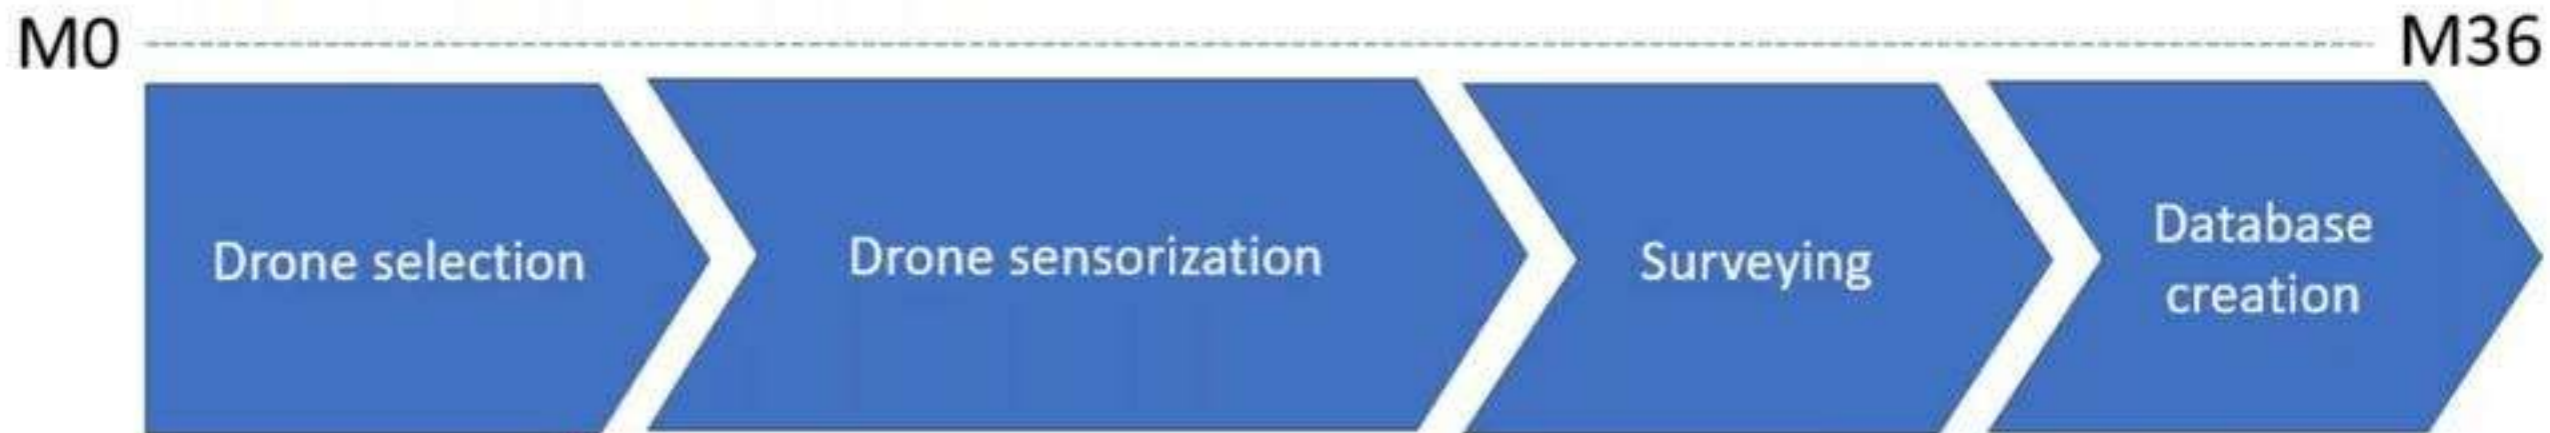 M0
M36
Drone selection
Drone sensorization
Surveying
Database
creation